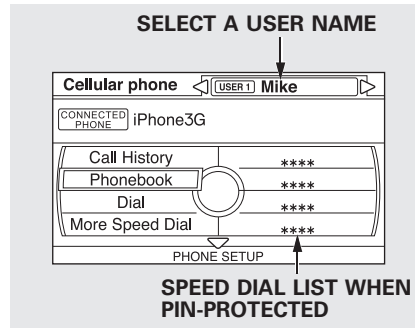 SELECT A USER NAME
Cellular phone USER 1 Mike
CONNECTED PHONE iPhone3G
Call History ****
Phonebook ****
Dial ****
More Speed Dial ****
PHONE SETUP
SPEED DIAL LIST WHEN
PIN-PROTECTED